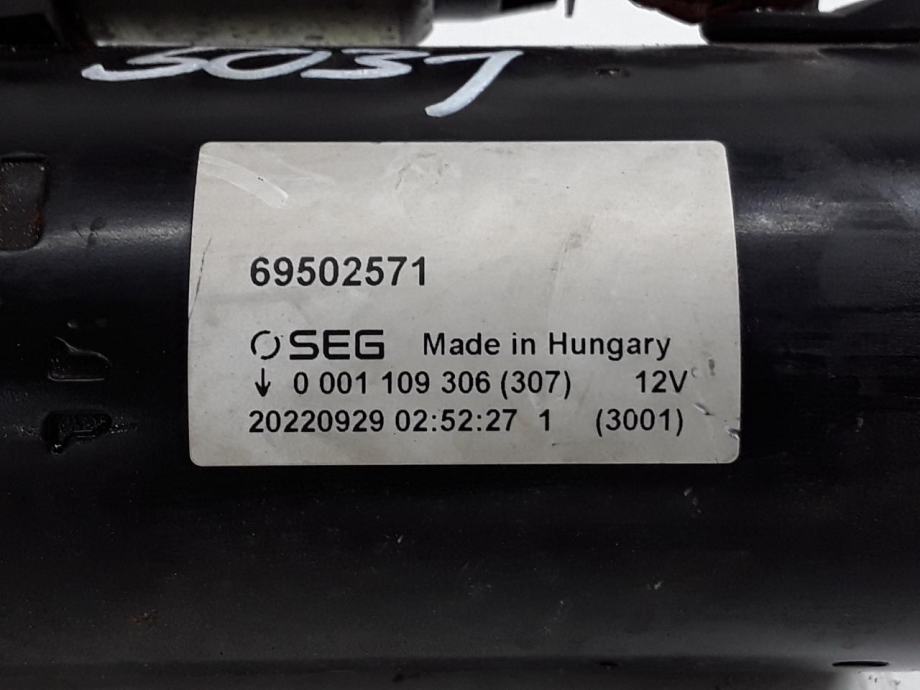 3037
69502571
SEG Made in Hungary
↓ 0 001 109 306 (307) 12V
20220929 02:52:27 1 (3001)